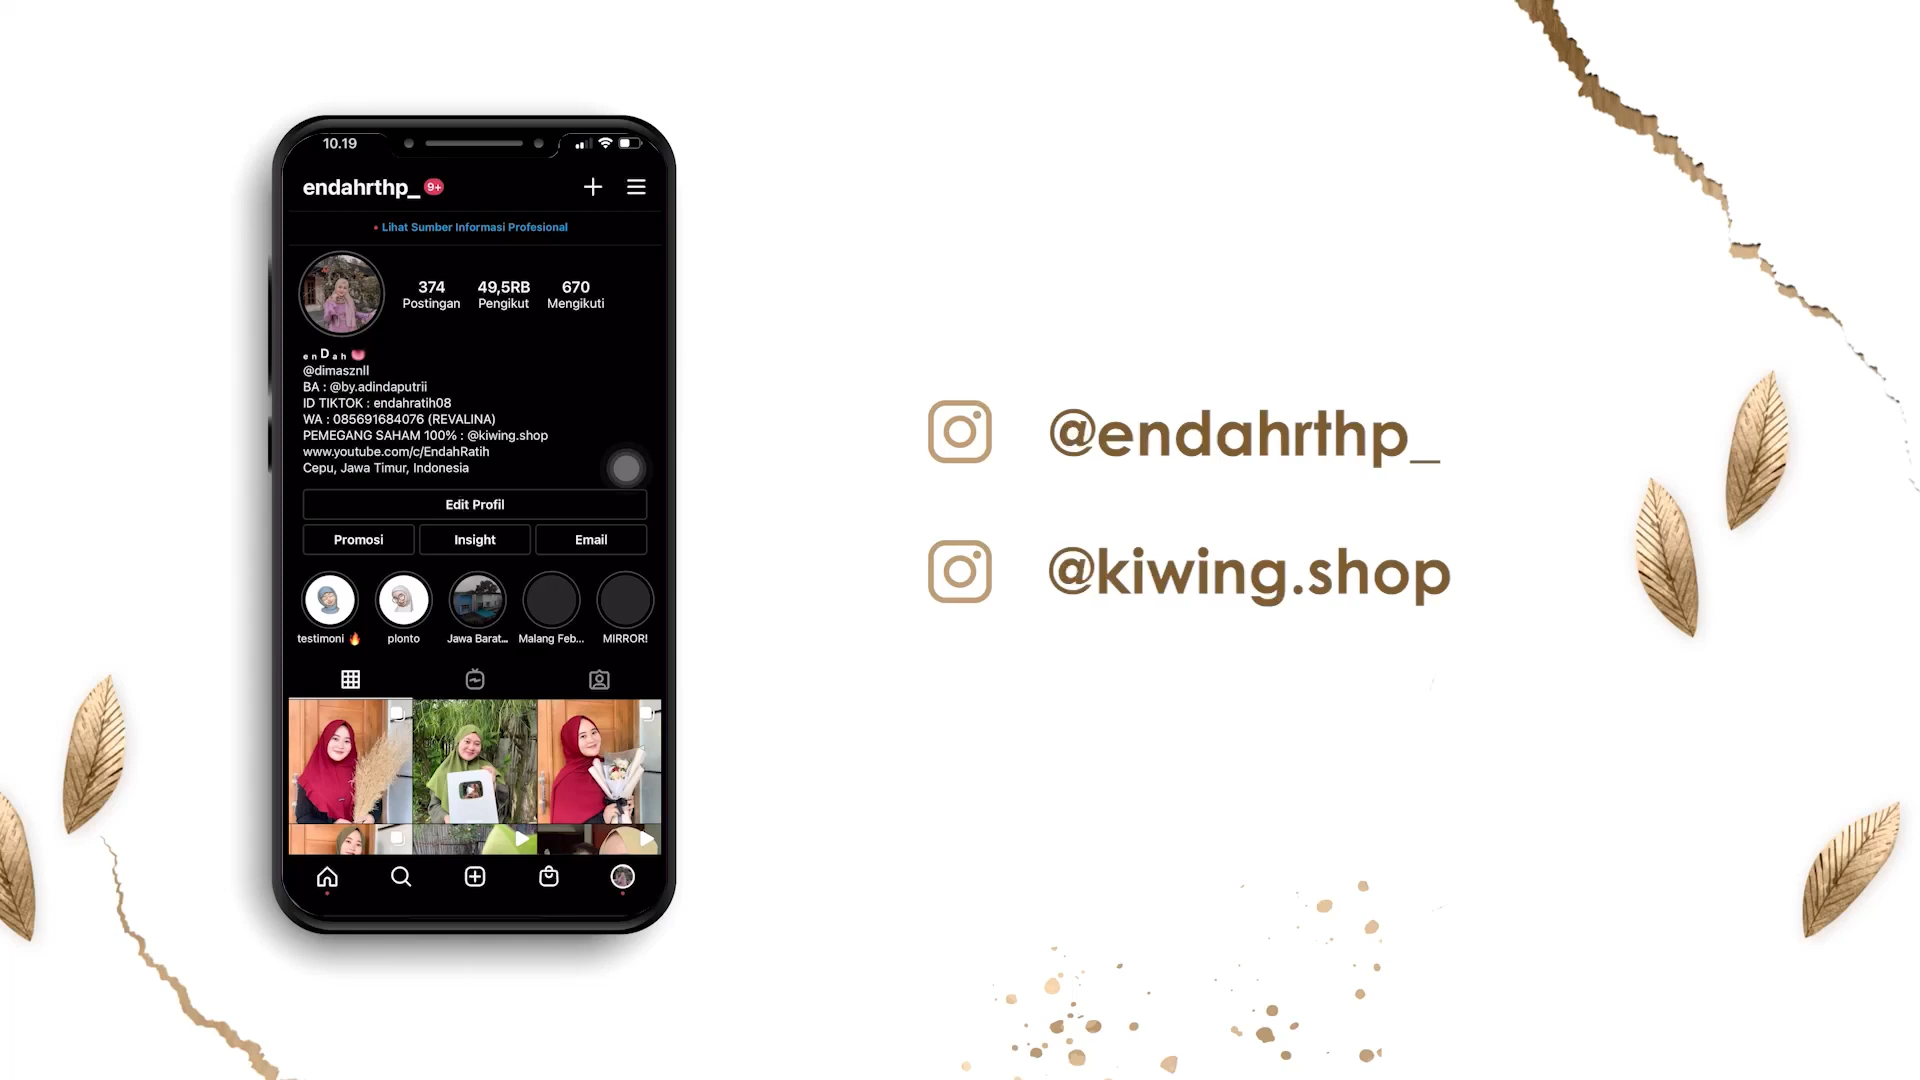 10.19
endahrthp_ 9+
Lihat Sumber Informasi Profesional
374 49,5RB 670
Postingan Pengikut Mengikuti
ₑₙDₐₕ 👅
@dimasznll
BA : @by.adindaputrii
ID TIKTOK : endahratih08
WA : 085691684076 (REVALINA)
PEMEGANG SAHAM 100% : @kiwing.shop
www.youtube.com/c/EndahRatih
Cepu, Jawa Timur, Indonesia
Edit Profil
Promosi Insight Email
testimoni 🔥 plonto Jawa Barat... Malang Feb... MIRROR!
@endahrthp_
@kiwing.shop